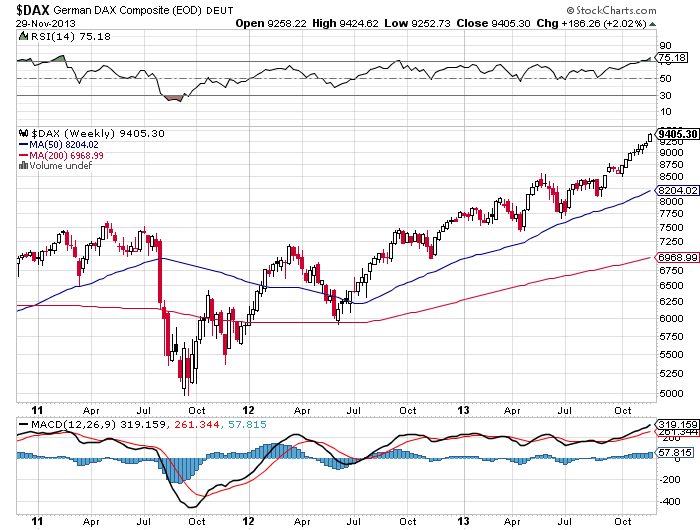 $DAX German DAX Composite (EOD) DEUT
© StockCharts.com
29-Nov-2013
Open 9258.22 High 9424.62 Low 9252.73 Close 9405.30 Chg +186.26 (+2.02%)
RSI(14) 75.18
90
75.18
50
30
10
$DAX (Weekly) 9405.30
MA(50) 8204.02
MA(200) 6968.99
Volume undef
9405.30
9250
9000
8750
8500
8204.02
8000
7750
7500
7250
6968.99
6750
6500
6250
6000
5750
5500
5250
5000
11 Apr Jul Oct 12 Apr Jul Oct 13 Apr Jul Oct
MACD(12,26,9) 319.159, 261.344, 57.815
319.159
261.344
200
57.815
-200
-400
11 Apr Jul Oct 12 Apr Jul Oct 13 Apr Jul Oct